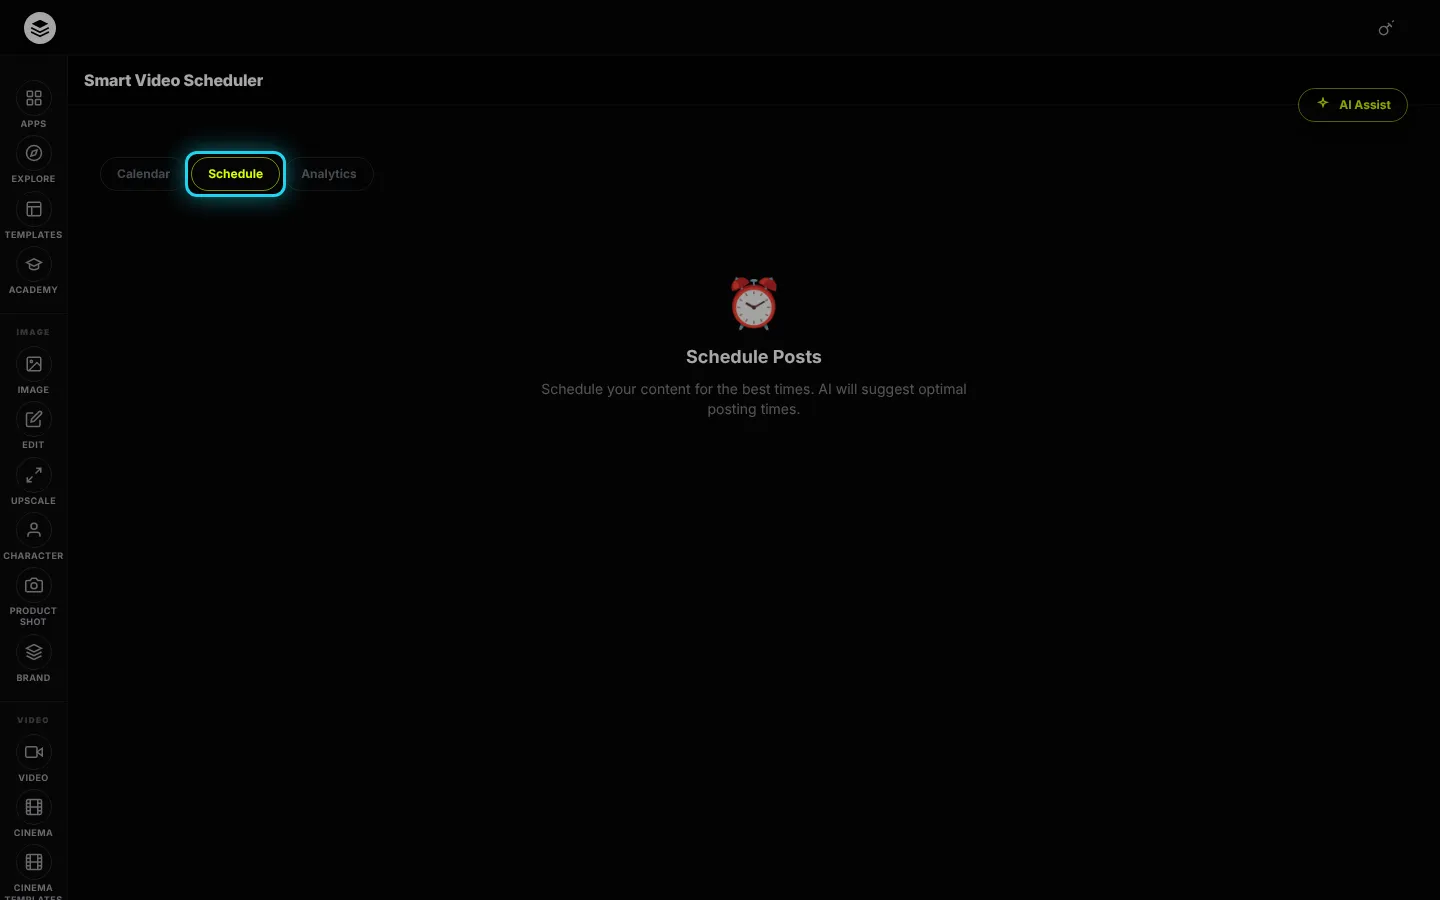 Smart Video Scheduler
AI Assist
Calendar
Schedule
Analytics
Schedule Posts
Schedule your content for the best times. AI will suggest optimal
posting times.
APPS
EXPLORE
TEMPLATES
ACADEMY
IMAGE
IMAGE
EDIT
UPSCALE
CHARACTER
PRODUCT
SHOT
BRAND
VIDEO
VIDEO
CINEMA
CINEMA
TEMPLATES